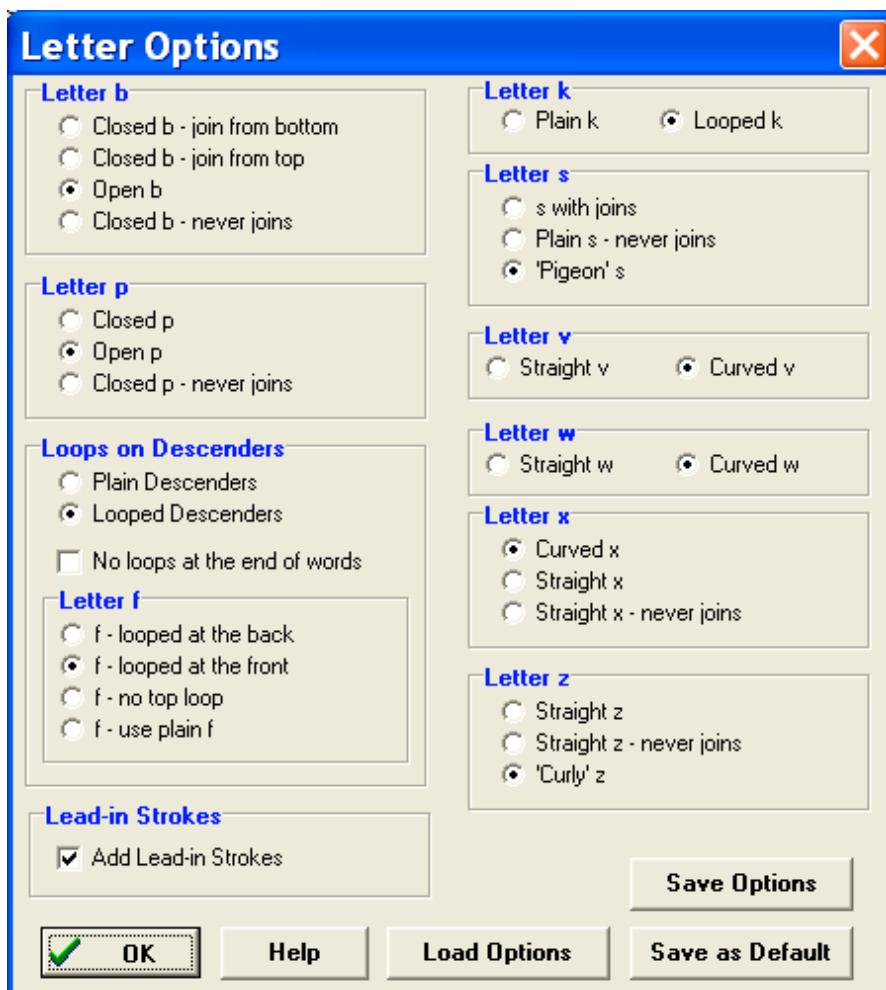 Letter Options
Letter b
Closed b - join from bottom
Closed b - join from top
Open b
Closed b - never joins
Letter p
Closed p
Open p
Closed p - never joins
Loops on Descenders
Plain Descenders
Looped Descenders
No loops at the end of words
Letter f
f - looped at the back
f - looped at the front
f - no top loop
f - use plain f
Lead-in Strokes
Add Lead-in Strokes
Letter k
Plain k Looped k
Letter s
s with joins
Plain s - never joins
'Pigeon' s
Letter v
Straight v Curved v
Letter w
Straight w Curved w
Letter x
Curved x
Straight x
Straight x - never joins
Letter z
Straight z
Straight z - never joins
'Curly' z
Save Options
OK Help Load Options Save as Default